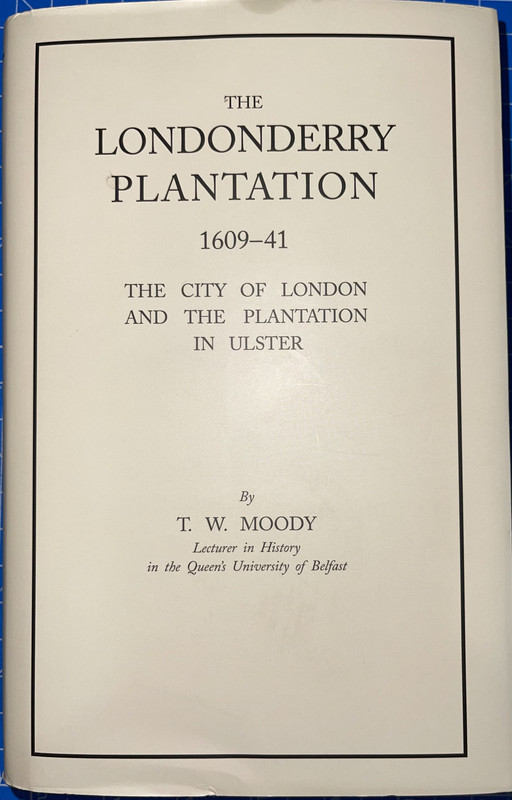 THE
LONDONDERRY
PLANTATION
1609–41
THE CITY OF LONDON
AND THE PLANTATION
IN ULSTER
By
T. W. MOODY
Lecturer in History
in the Queen's University of Belfast